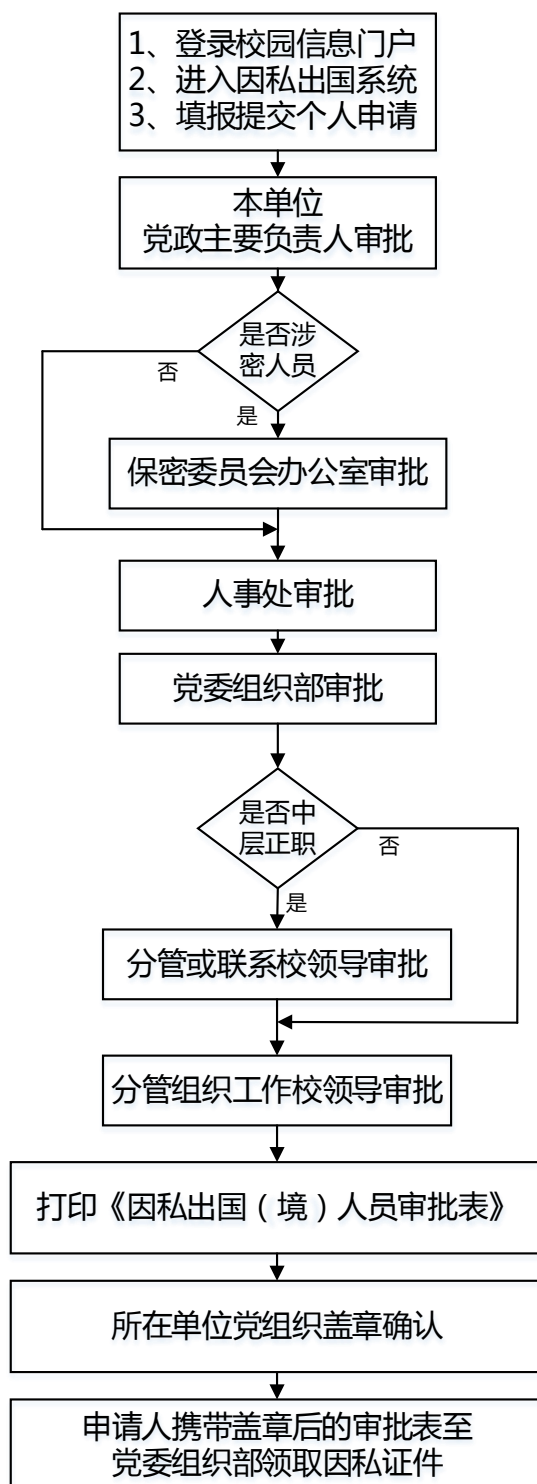 1、登录校园信息门户
2、进入因私出国系统
3、填报提交个人申请
本单位
党政主要负责人审批
是否涉
密人员
否
是
保密委员会办公室审批
人事处审批
党委组织部审批
是否中
层正职
否
是
分管或联系校领导审批
分管组织工作校领导审批
打印《因私出国（境）人员审批表》
所在单位党组织盖章确认
申请人携带盖章后的审批表至
党委组织部领取因私证件